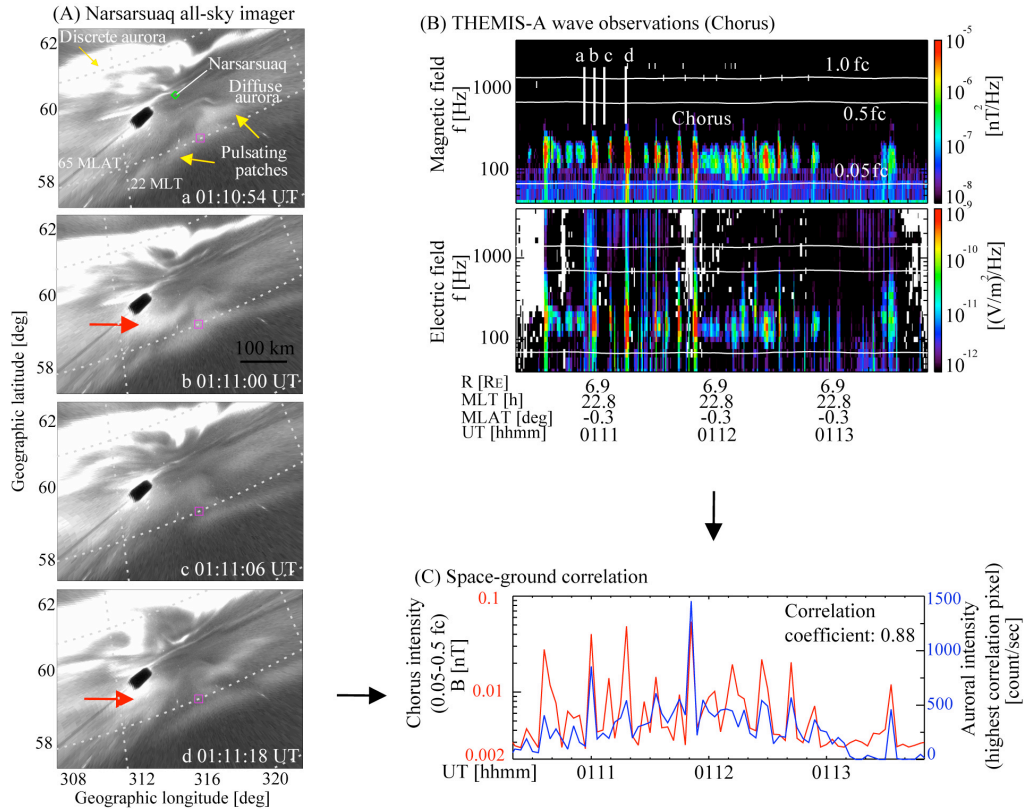 (A) Narsarsuaq all-sky imager
62
Discrete aurora
Narsarsuaq
60
Diffuse
aurora
Pulsating
patches
65 MLAT
58
22 MLT
a 01:10:54 UT
62
60
100 km
58
b 01:11:00 UT
62
60
58
c 01:11:06 UT
62
60
58
d 01:11:18 UT
308 312 316 320
Geographic longitude [deg]
Geographic latitude [deg]
(B) THEMIS-A wave observations (Chorus)
a b c d
1.0 fc
1000
0.5fc
Chorus
100
0.05fc
Magnetic field
f [Hz]
10-5
10-6
10-7
10-8
10-9
[nT2/Hz]
1000
100
Electric field
f [Hz]
10-9
10-10
10-11
10-12
[(V/m)2/Hz]
R [RE] 6.9 6.9 6.9
MLT [h] 22.8 22.8 22.8
MLAT [deg] -0.3 -0.3 -0.3
UT [hhmm] 0111 0112 0113
(C) Space-ground correlation
0.1
0.01
0.002
Chorus intensity
(0.05-0.5 fc)
B [nT]
Correlation
coefficient: 0.88
1500
1000
500
0
Auroral intensity
(highest correlation pixel)
[count/sec]
UT [hhmm] 0111 0112 0113